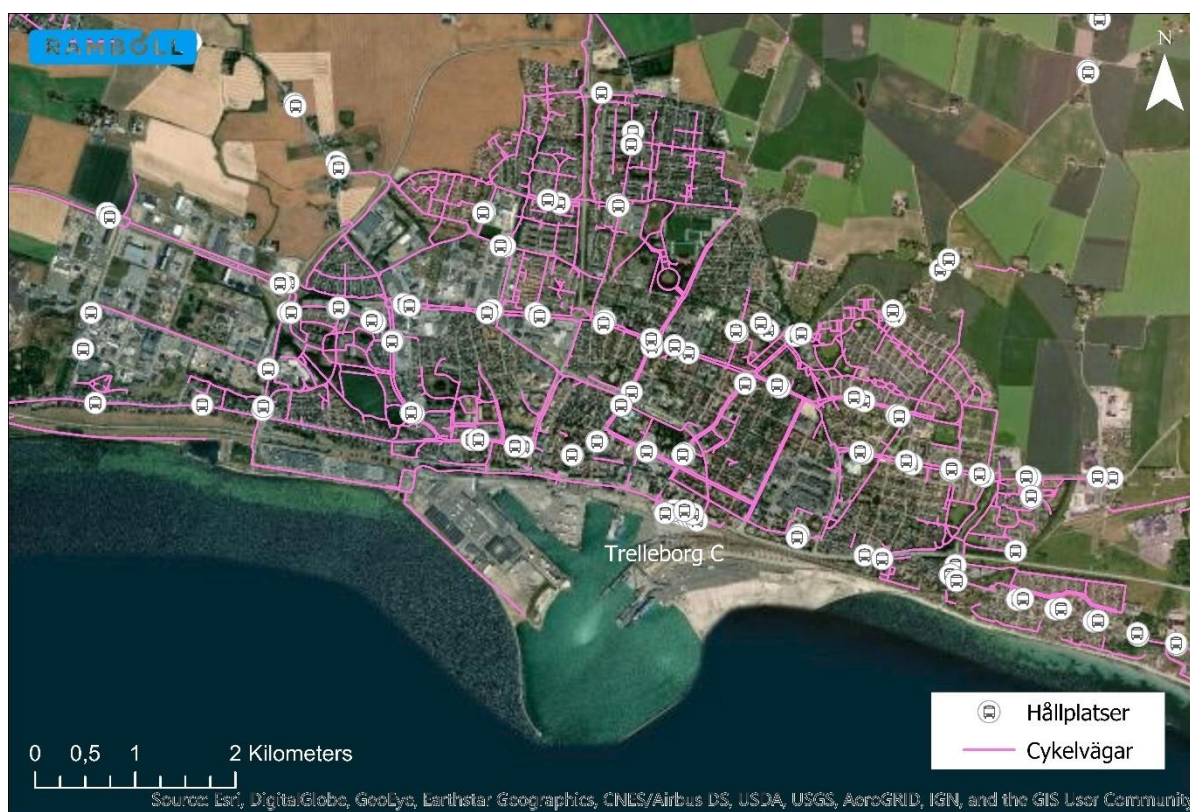 RAMBOLL
N
Trelleborg C
Hållplatser
Cykelvägar
0 0,5 1 2 Kilometers
Source: Esri, DigitalGlobe, GeoEye, Earthstar Geographics, CNES/Airbus DS, USDA, USGS, AeroGRID, IGN, and the GIS User Community